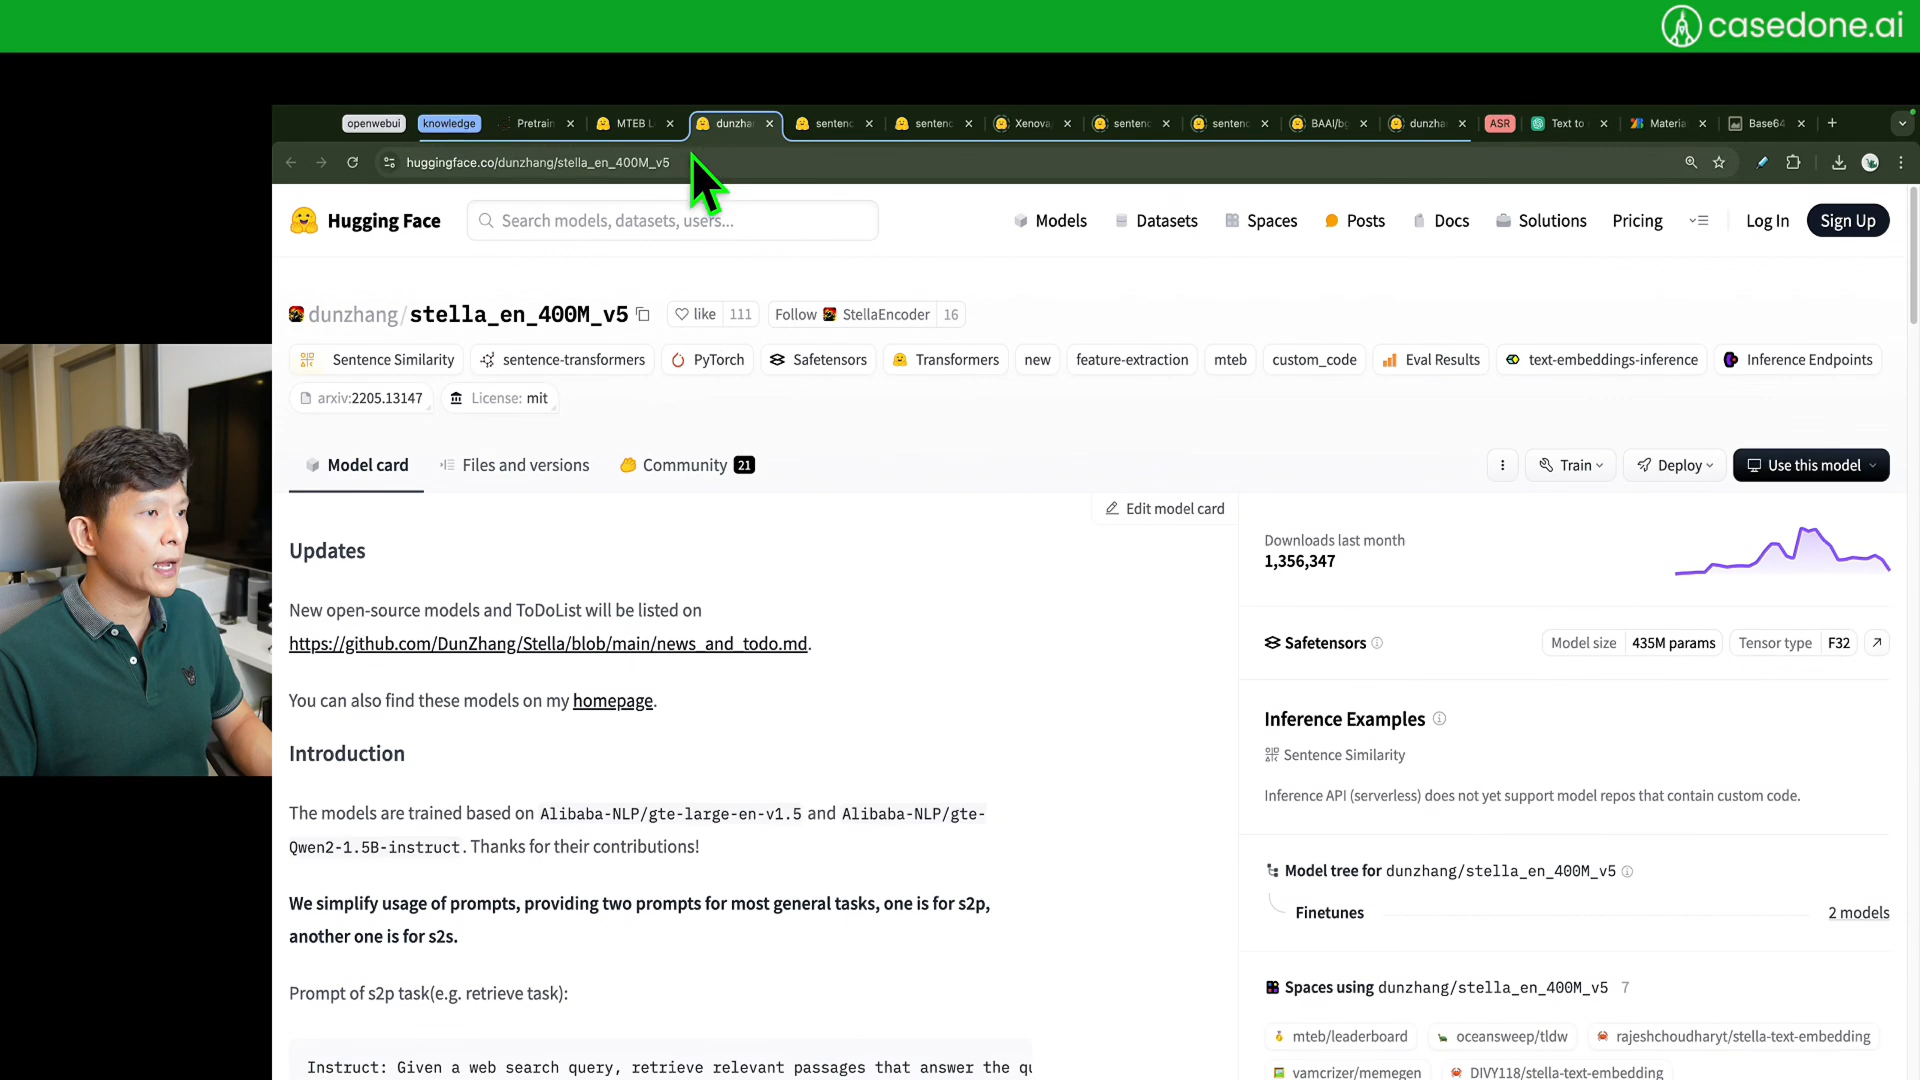 casedone.ai
openwebui
knowledge
Pretrain
MTEB L
dunzha
sentenc
sentenc
Xenova
sentenc
sentenc
BAAI/bg
dunzha
ASR
Text to
Materia
Base64
huggingface.co/dunzhang/stella_en_400M_v5
Hugging Face
Search models, datasets, users...
Models
Datasets
Spaces
Posts
Docs
Solutions
Pricing
Log In
Sign Up
dunzhang/stella_en_400M_v5
like 111
Follow StellaEncoder 16
Sentence Similarity
sentence-transformers
PyTorch
Safetensors
Transformers
new
feature-extraction
mteb
custom_code
Eval Results
text-embeddings-inference
Inference Endpoints
arxiv:2205.13147
License: mit
Model card
Files and versions
Community 21
Train
Deploy
Use this model
Edit model card
Updates
New open-source models and ToDoList will be listed on
https://github.com/DunZhang/Stella/blob/main/news_and_todo.md.
You can also find these models on my homepage.
Introduction
The models are trained based on Alibaba-NLP/gte-large-en-v1.5 and Alibaba-NLP/gte-
Qwen2-1.5B-instruct. Thanks for their contributions!
We simplify usage of prompts, providing two prompts for most general tasks, one is for s2p,
another one is for s2s.
Prompt of s2p task(e.g. retrieve task):
Instruct: Given a web search query, retrieve relevant passages that answer the qu
Downloads last month
1,356,347
Safetensors
Model size 435M params
Tensor type F32
Inference Examples
Sentence Similarity
Inference API (serverless) does not yet support model repos that contain custom code.
Model tree for dunzhang/stella_en_400M_v5
Finetunes
2 models
Spaces using dunzhang/stella_en_400M_v5 7
mteb/leaderboard
oceansweep/tldw
rajeshchoudharyt/stella-text-embedding
vamcrizer/memegen
DIVY118/stella-text-embedding